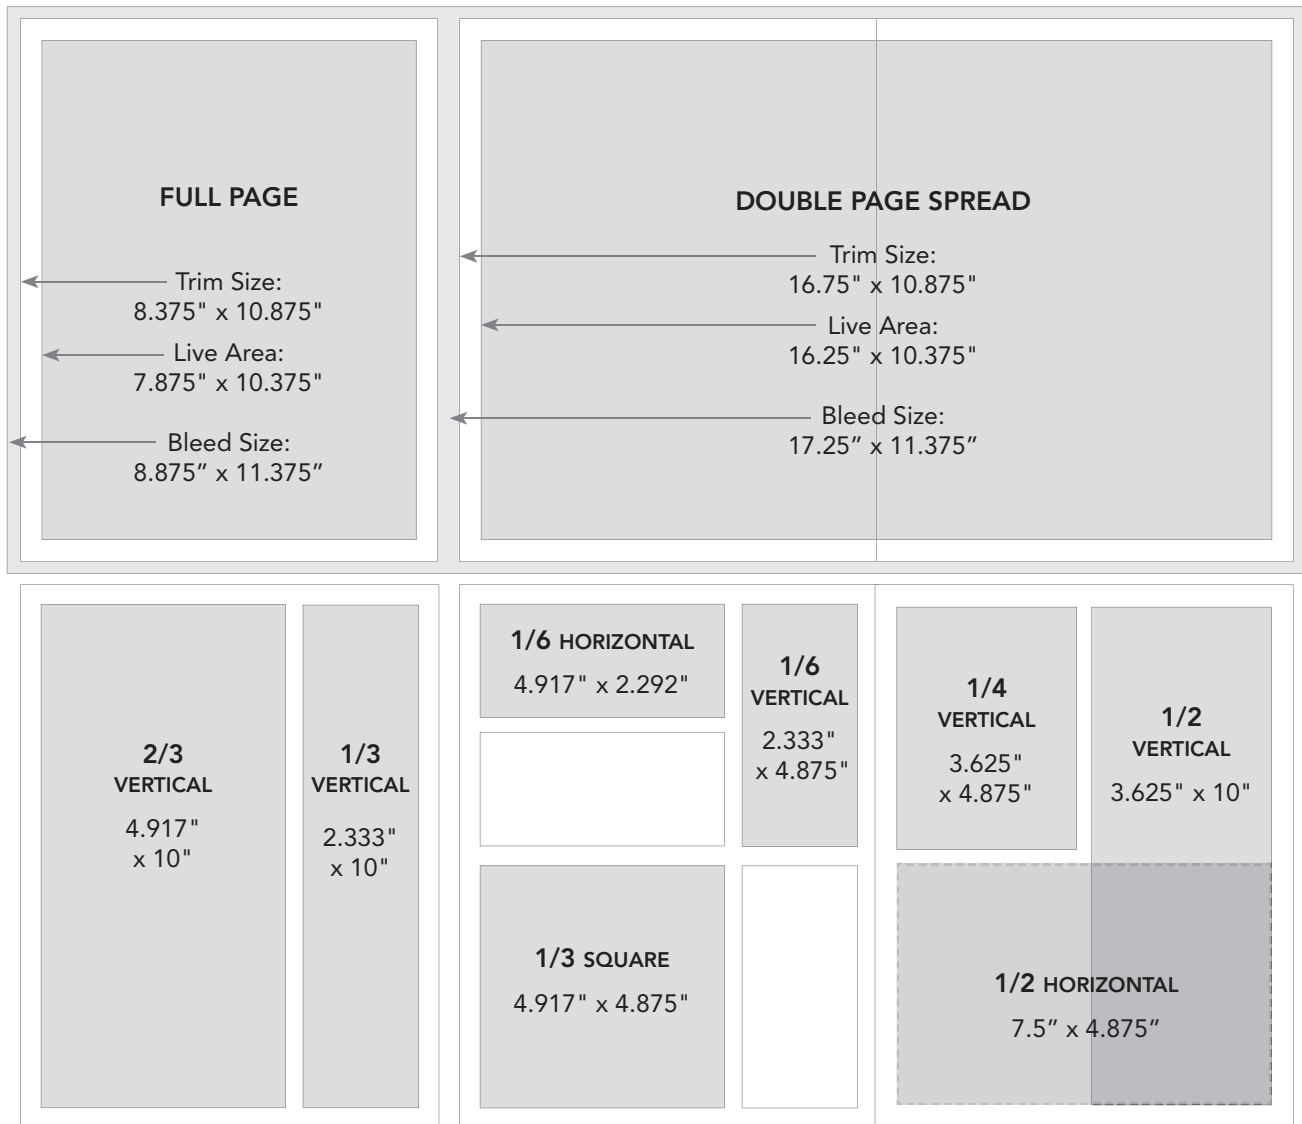 FULL PAGE
Trim Size:
8.375" x 10.875"
Live Area:
7.875" x 10.375"
Bleed Size:
8.875” x 11.375”
DOUBLE PAGE SPREAD
Trim Size:
16.75" x 10.875"
Live Area:
16.25" x 10.375"
Bleed Size:
17.25” x 11.375”
2/3
VERTICAL
4.917"
x 10"
1/3
VERTICAL
2.333"
x 10"
1/6 HORIZONTAL
4.917" x 2.292"
1/6
VERTICAL
2.333"
x 4.875"
1/3 SQUARE
4.917" x 4.875"
1/4
VERTICAL
3.625"
x 4.875"
1/2
VERTICAL
3.625" x 10"
1/2 HORIZONTAL
7.5” x 4.875”